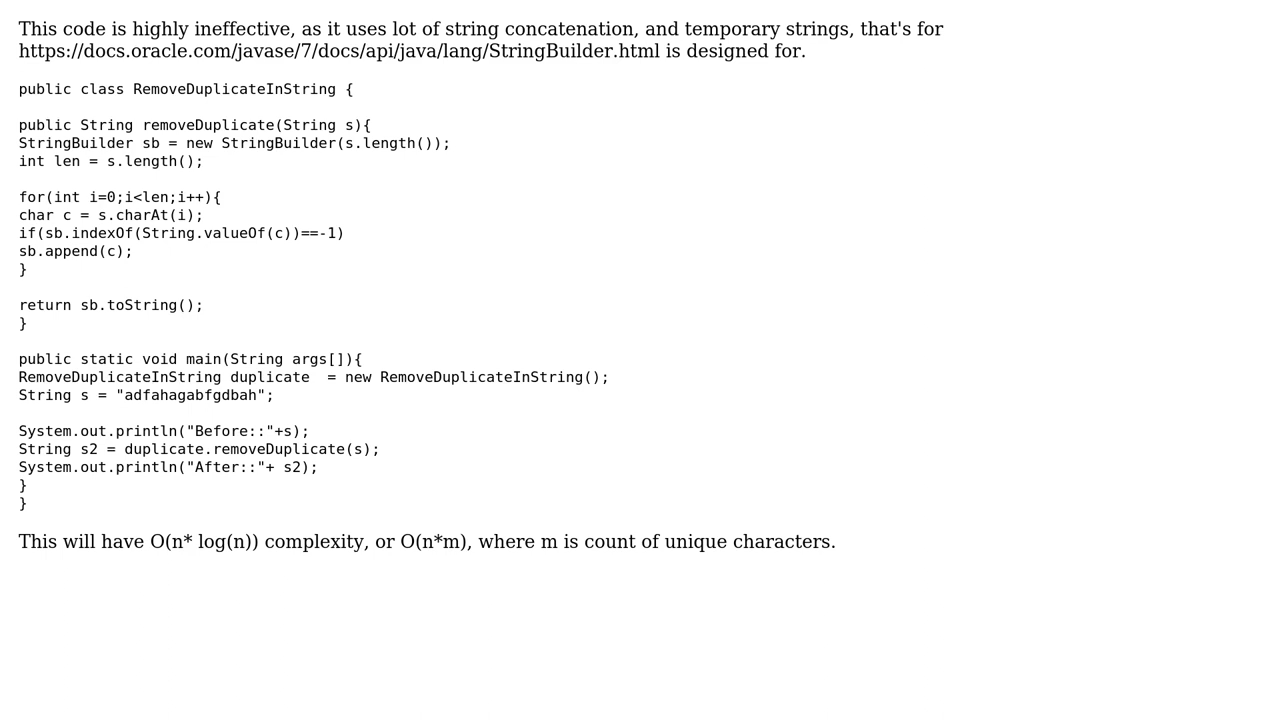 This code is highly ineffective, as it uses lot of string concatenation, and temporary strings, that's for
https://docs.oracle.com/javase/7/docs/api/java/lang/StringBuilder.html is designed for.
public class RemoveDuplicateInString {
public String removeDuplicate(String s){
StringBuilder sb = new StringBuilder(s.length());
int len = s.length();
for(int i=0;i<len;i++){
char c = s.charAt(i);
if(sb.indexOf(String.valueOf(c))==-1)
sb.append(c);
}
return sb.toString();
}
public static void main(String args[]){
RemoveDuplicateInString duplicate  = new RemoveDuplicateInString();
String s = "adfahagabfgdbah";
System.out.println("Before::"+s);
String s2 = duplicate.removeDuplicate(s);
System.out.println("After::"+ s2);
}
}
This will have O(n* log(n)) complexity, or O(n*m), where m is count of unique characters.